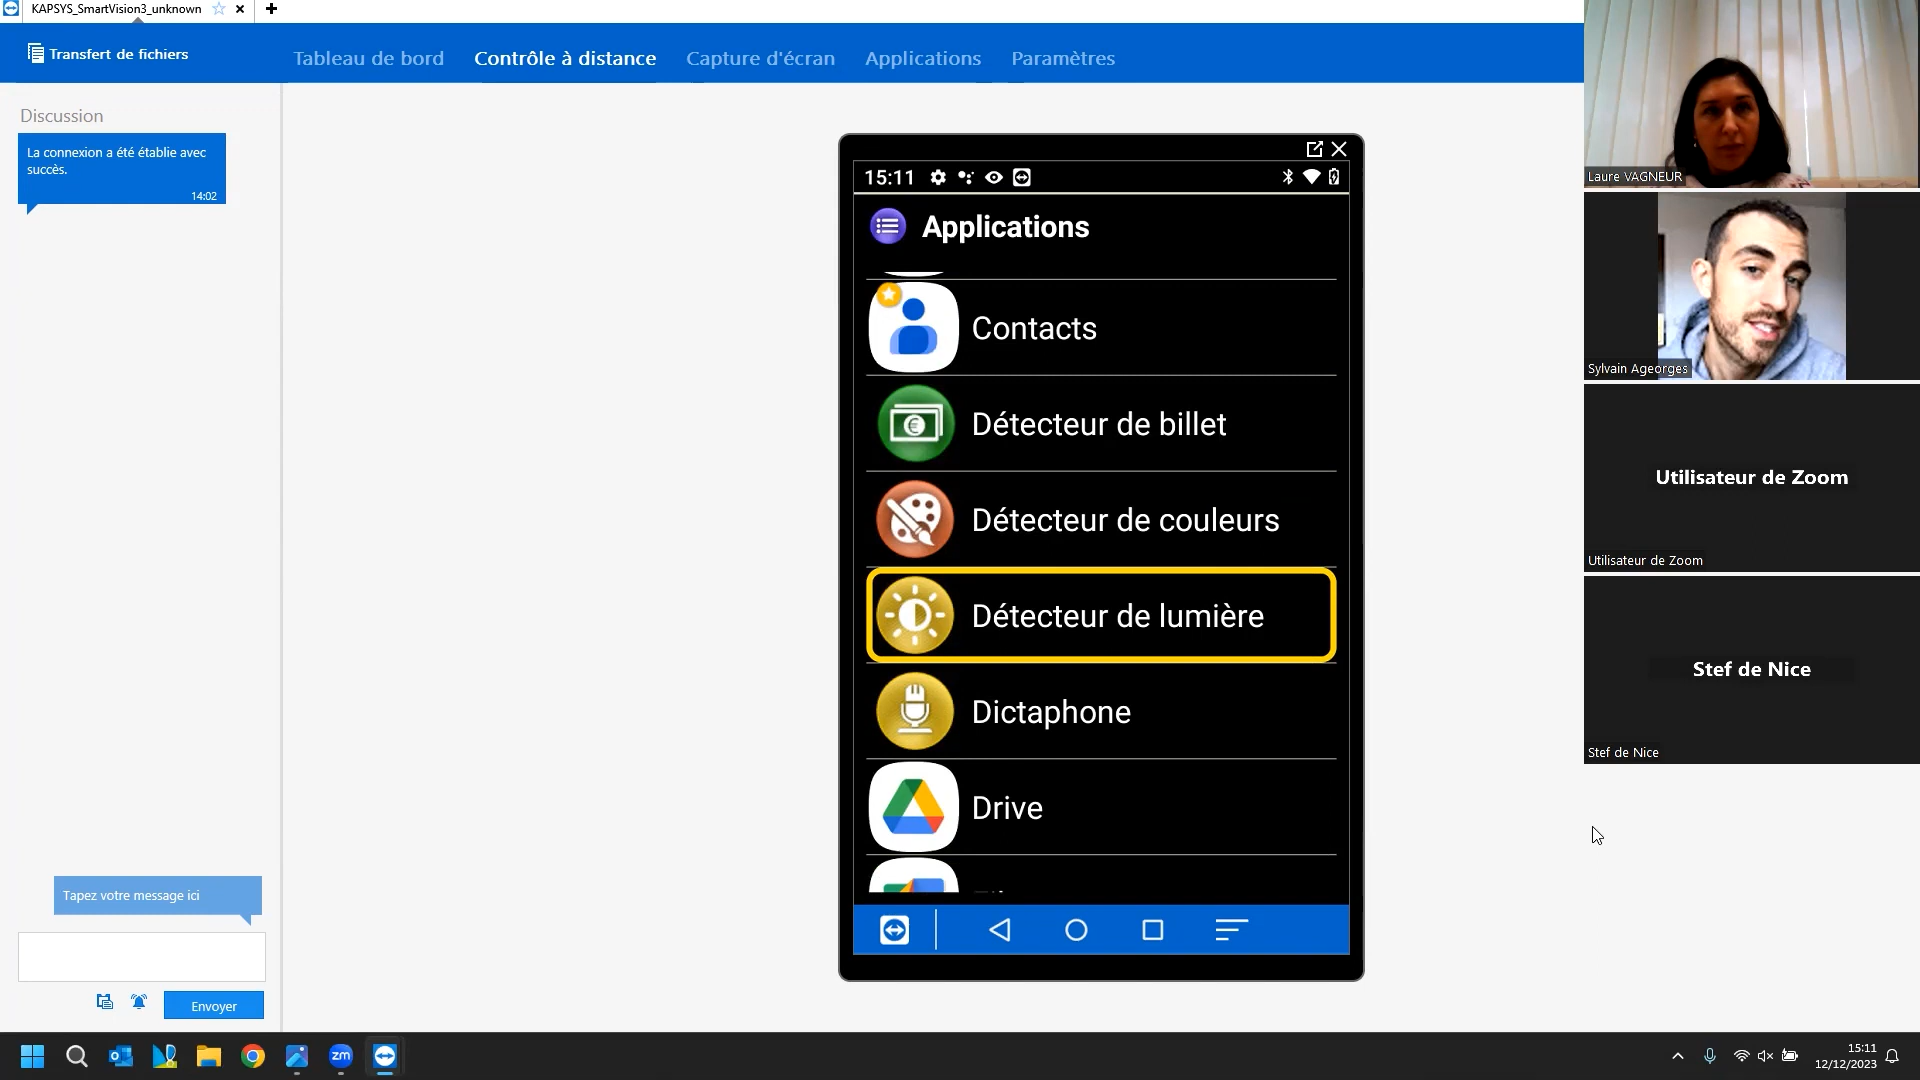 KAPSYS_SmartVision3_unknown
Transfert de fichiers
Tableau de bord
Contrôle à distance
Capture d'écran
Applications
Paramètres
Discussion
La connexion a été établie avec
succès.
14:02
Tapez votre message ici
Envoyer
15:11
Applications
Contacts
Détecteur de billet
Détecteur de couleurs
Détecteur de lumière
Dictaphone
Drive
Laure VAGNEUR
Sylvain Ageorges
Utilisateur de Zoom
Utilisateur de Zoom
Stef de Nice
Stef de Nice
zm
15:11
12/12/2023